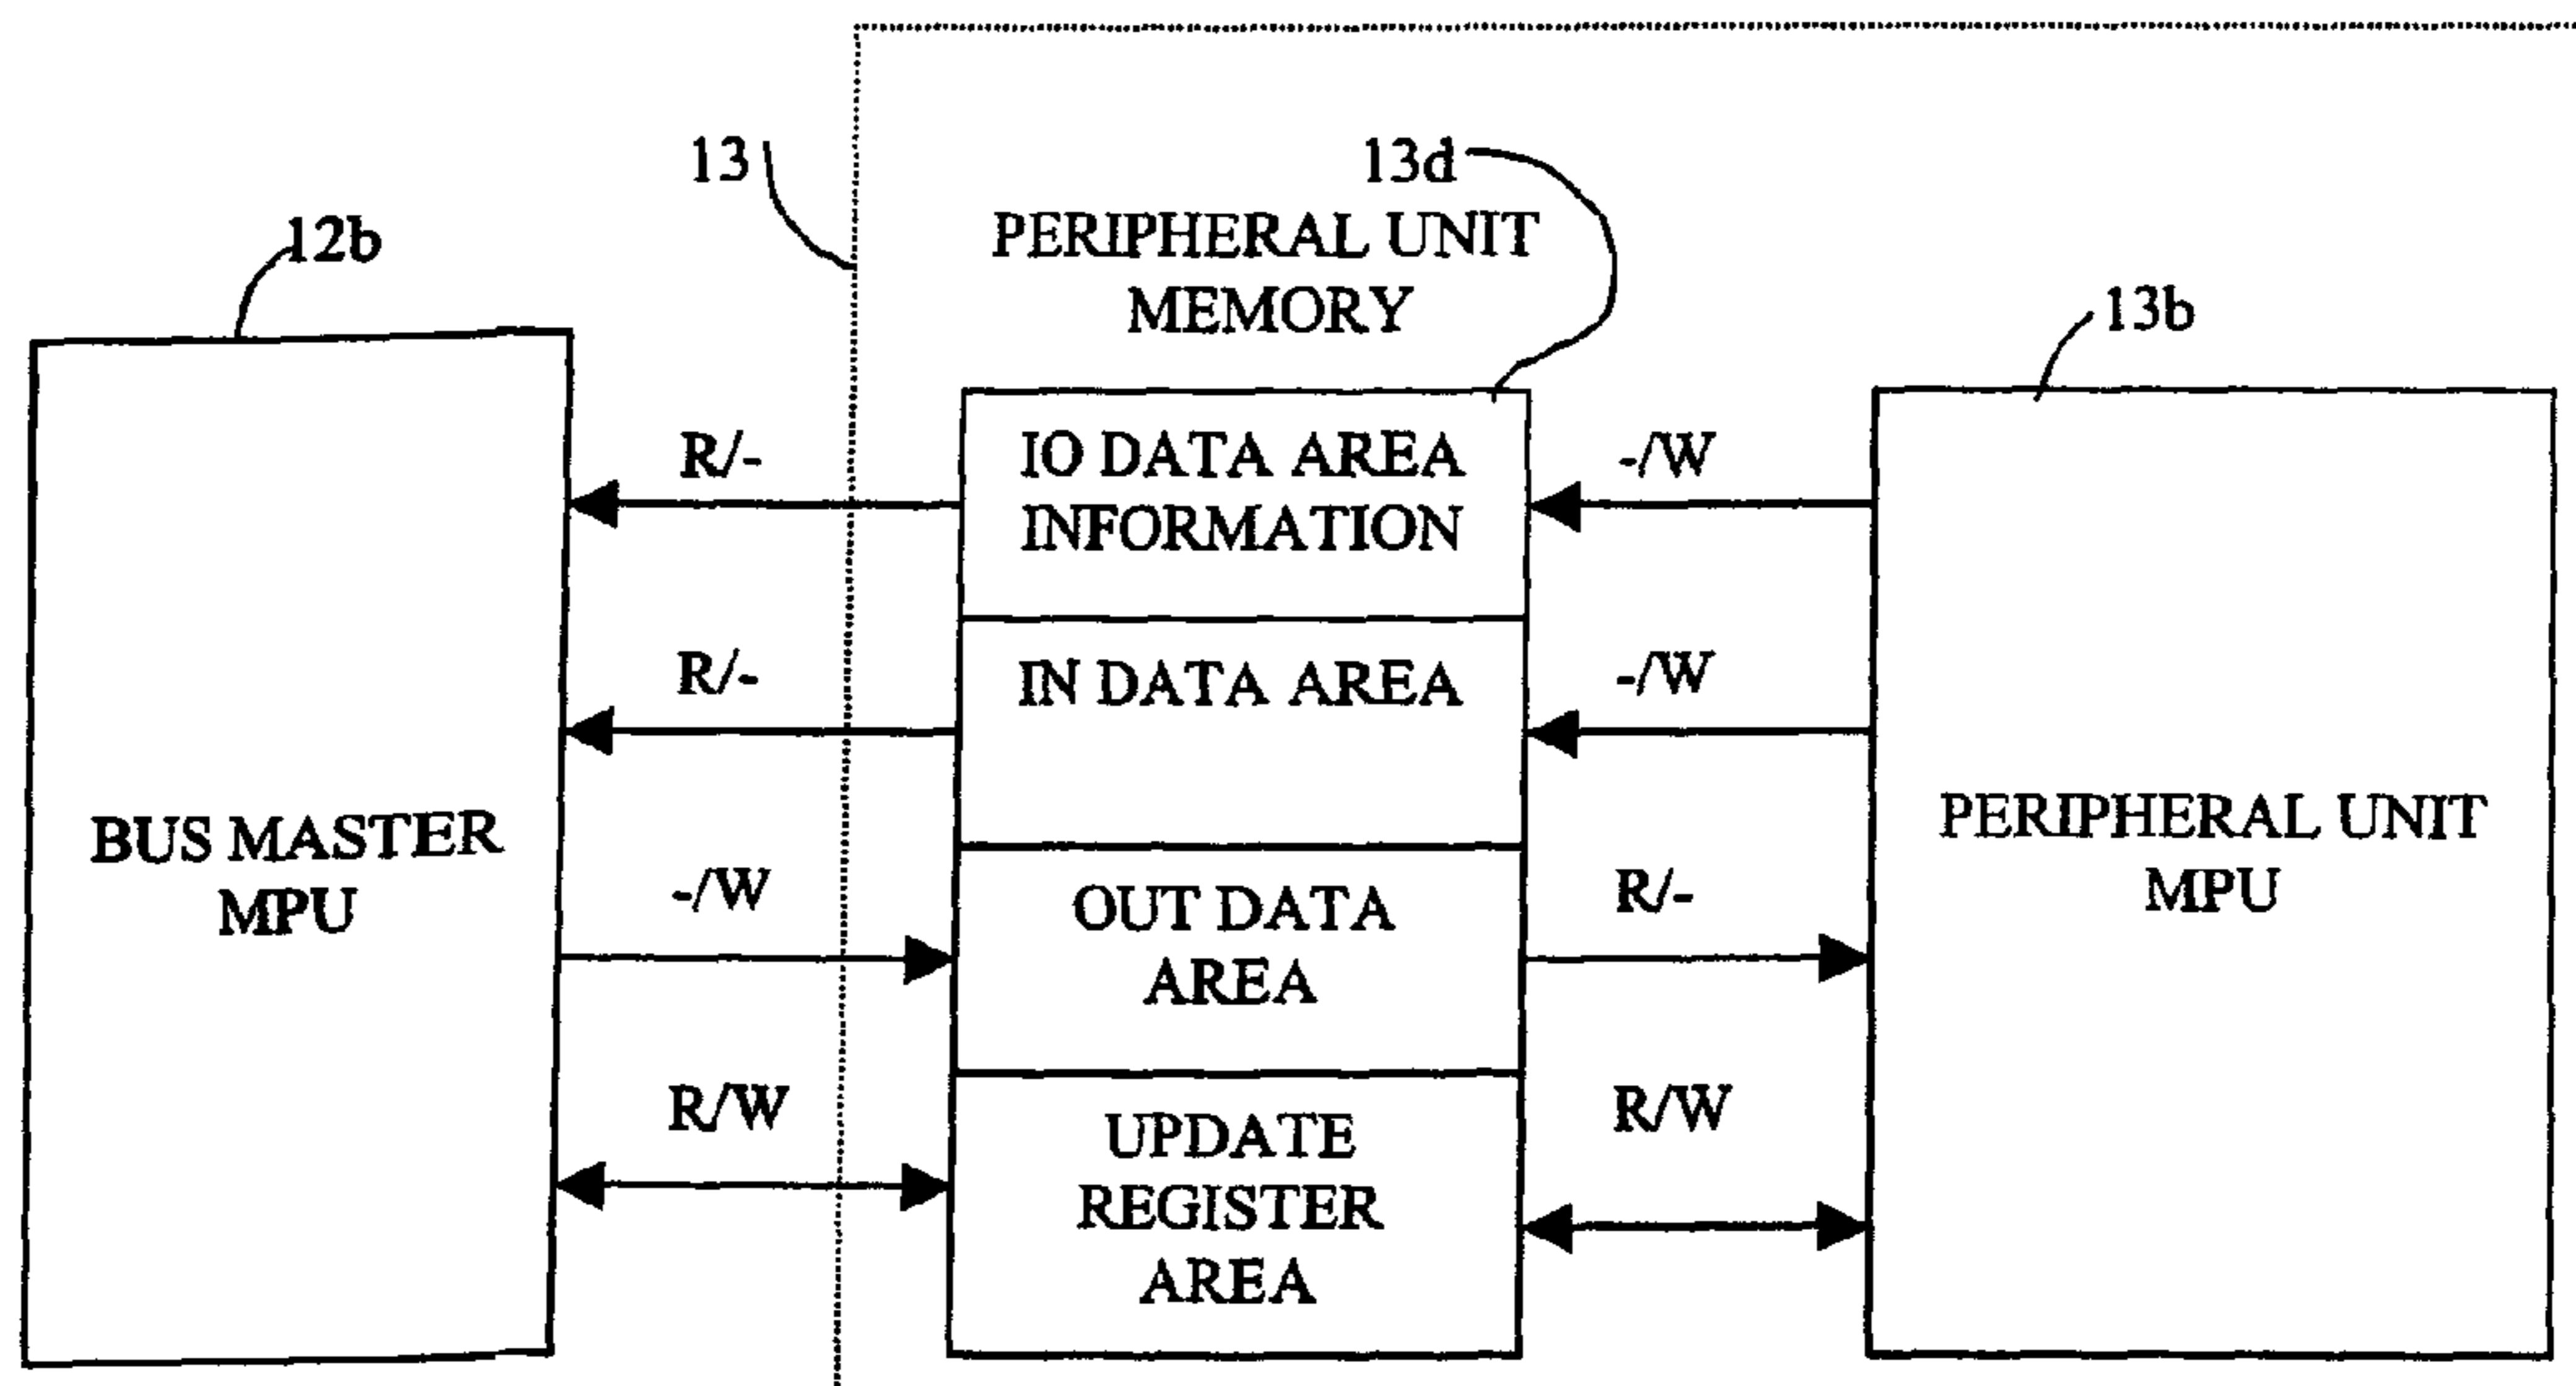 13
13d
12b
PERIPHERAL UNIT
MEMORY
13b
R/-
IO DATA AREA
INFORMATION
-/W
R/-
IN DATA AREA
-/W
BUS MASTER
MPU
-/W
OUT DATA
AREA
R/-
PERIPHERAL UNIT
MPU
R/W
UPDATE
REGISTER
AREA
R/W